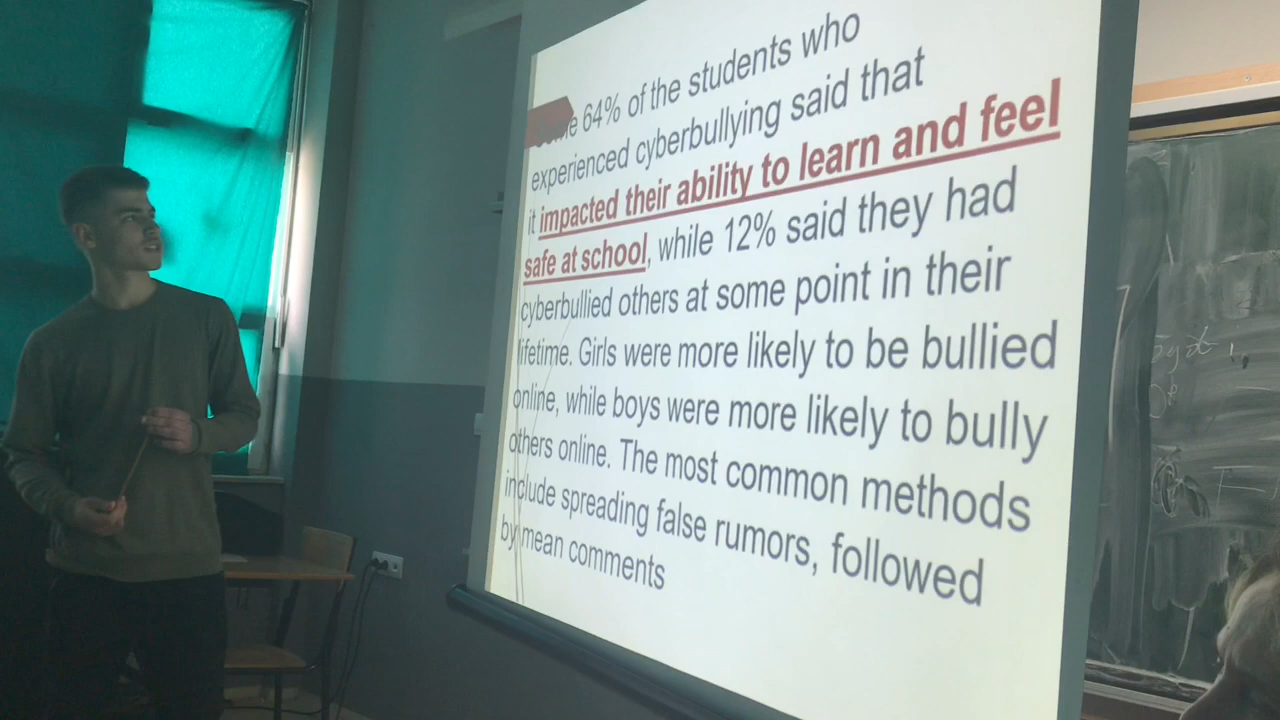 Some 64% of the students who
experienced cyberbullying said that
it impacted their ability to learn and feel
safe at school, while 12% said they had
cyberbullied others at some point in their
lifetime. Girls were more likely to be bullied
online, while boys were more likely to bully
others online. The most common methods
include spreading false rumors, followed
by mean comments